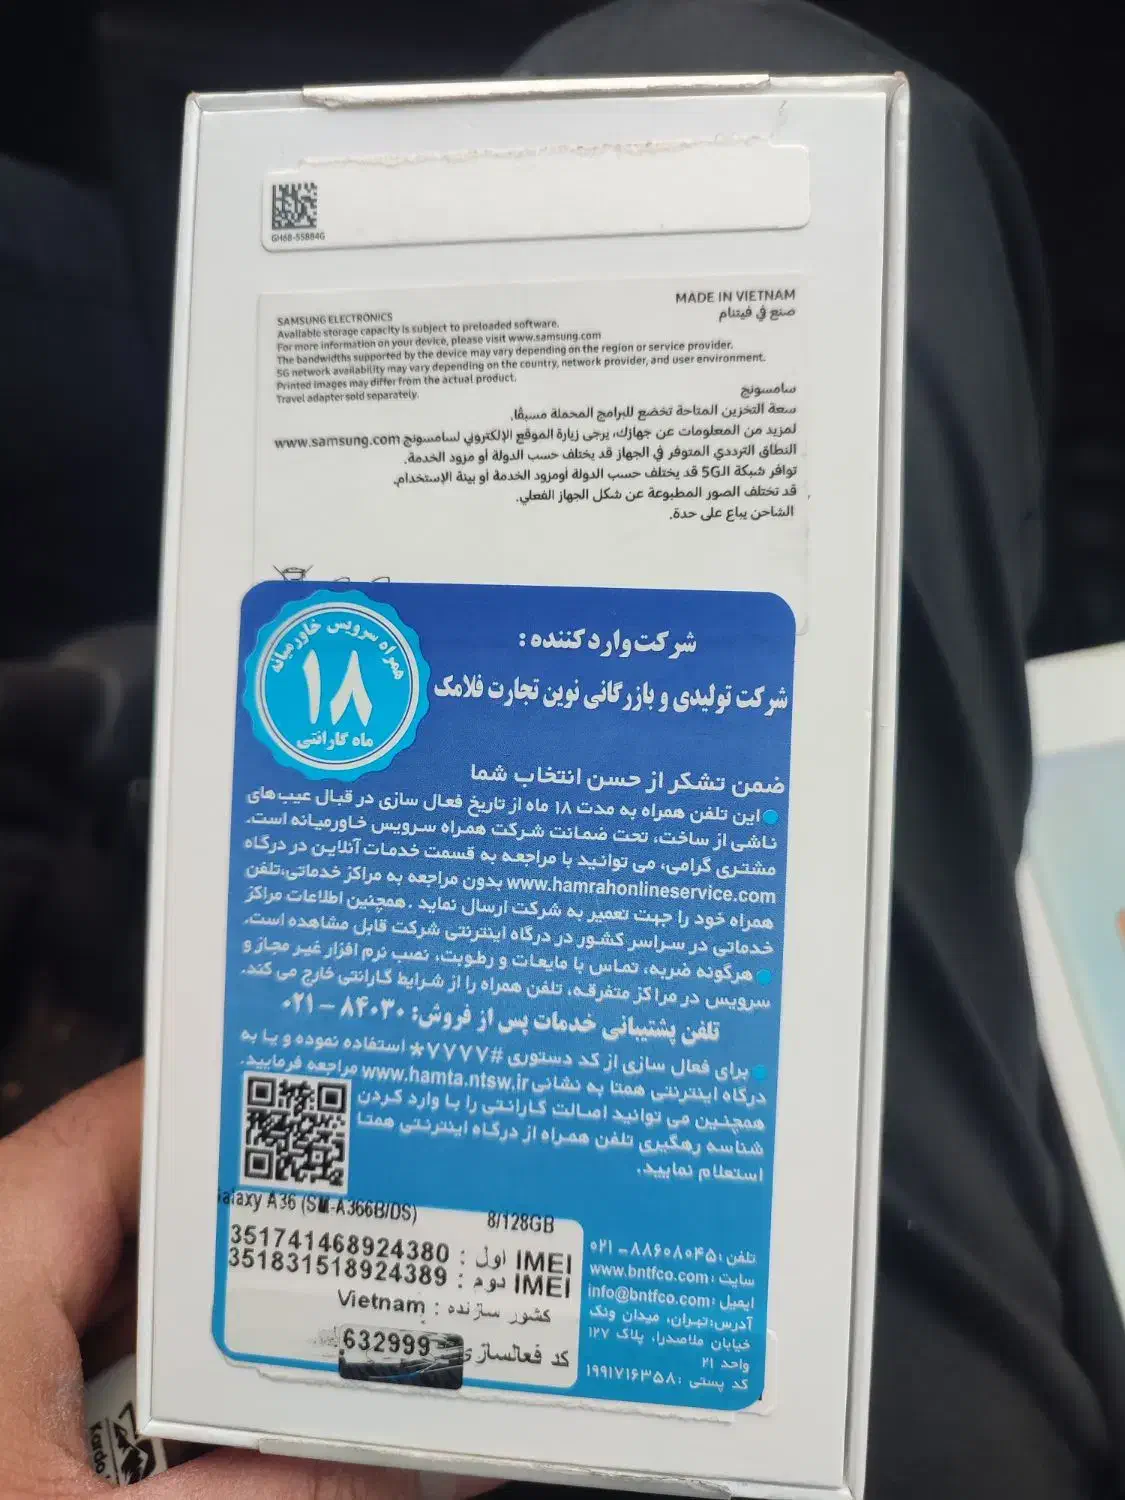 GH68-55884G
MADE IN VIETNAM
صنع في فيتنام
SAMSUNG ELECTRONICS
Available storage capacity is subject to preloaded software.
For more information on your device, please visit www.samsung.com
The bandwidths supported by the device may vary depending on the region or service provider.
5G network availability may vary depending on the country, network provider, and user environment.
Printed images may differ from the actual product.
Travel adapter sold separately.
سامسونج
سعة التخزين المتاحة تخضع للبرامج المحملة مسبقًا.
لمزيد من المعلومات عن جهازك، يرجى زيارة الموقع الإلكتروني لسامسونج www.samsung.com
النطاق الترددي المتوفر في الجهاز قد يختلف حسب الدولة أو مزود الخدمة.
توافر شبكة الـ5G قد يختلف حسب الدولة أومزود الخدمة أو بيئة الإستخدام.
قد تختلف الصور المطبوعة عن شكل الجهاز الفعلي.
الشاحن يباع على حدة.
همراه سرویس خاورمیانه
۱۸
ماه گارانتی
شرکت وارد کننده :
شرکت تولیدی و بازرگانی نوین تجارت فلامک
ضمن تشکر از حسن انتخاب شما
این تلفن همراه به مدت ۱۸ ماه از تاریخ فعال سازی در قبال عیب های
ناشی از ساخت، تحت ضمانت شرکت همراه سرویس خاورمیانه است.
مشتری گرامی، می توانید با مراجعه به قسمت خدمات آنلاین در درگاه
www.hamrahonlineservice.com بدون مراجعه به مراکز خدماتی،تلفن
همراه خود را جهت تعمیر به شرکت ارسال نماید . همچنین اطلاعات مراکز
خدماتی در سراسر کشور در درگاه اینترنتی شرکت قابل مشاهده است.
هرگونه ضربه، تماس با مایعات و رطوبت، نصب نرم افزار غیر مجاز و
سرویس در مراکز متفرقه، تلفن همراه را از شرایط گارانتی خارج می کند.
تلفن پشتیبانی خدمات پس از فروش: ۸۴۰۳۰ – ۰۲۱
برای فعال سازی از کد دستوری #۷۷۷۷* استفاده نموده و یا به
درگاه اینترنتی همتا به نشانی www.hamta.ntsw.ir مراجعه فرمایید.
همچنین می توانید اصالت گارانتی را با وارد کردن
شناسه رهگیری تلفن همراه از درگاه اینترنتی همتا
استعلام نمایید.
Galaxy A36 (SM-A366B/DS) 8/128GB
IMEI اول : 351741468924380
IMEI دوم : 351831518924389
کشور سازنده : Vietnam
کد فعالسازی 632999
تلفن : ۸۸۶۰۸۰۴۵ – ۰۲۱
سایت : www.bntfco.com
ایمیل : info@bntfco.com
آدرس:تهران، میدان ونک
خیابان ملاصدرا، پلاک ۱۲۷
واحد ۲۱
کد پستی : ۱۹۹۱۷۱۶۳۵۸
Kardo